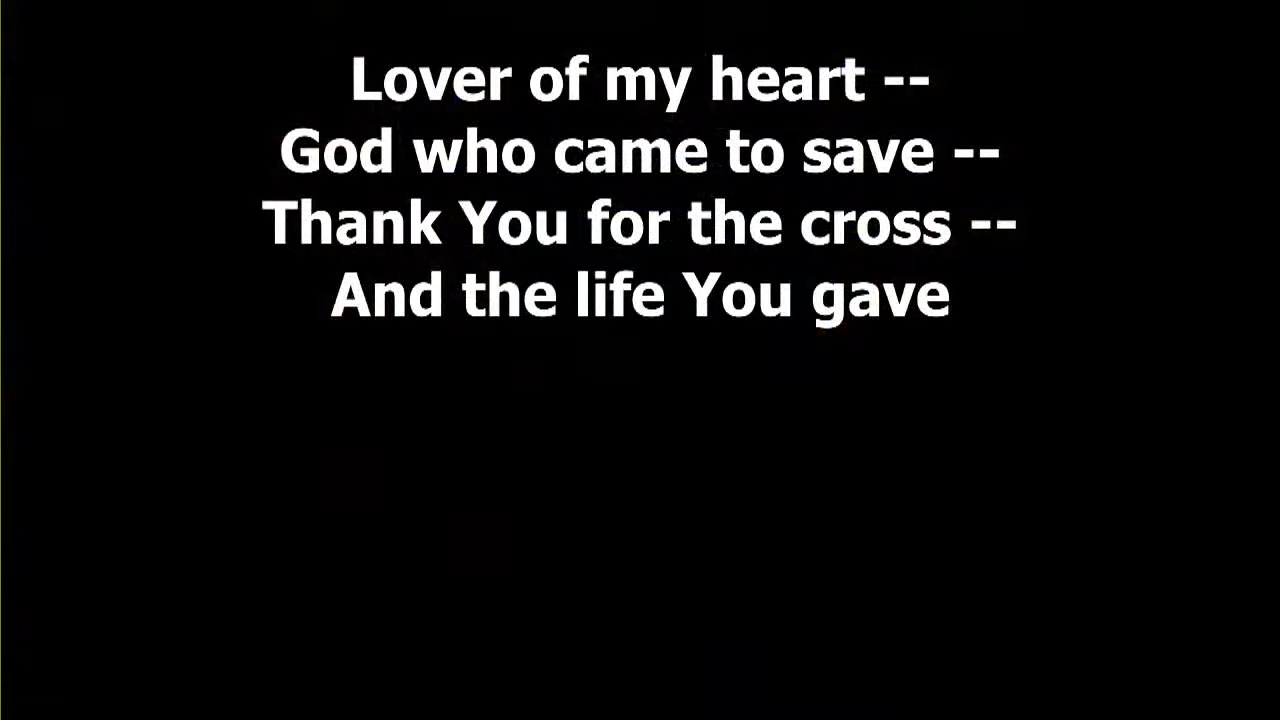 Lover of my heart --
God who came to save --
Thank You for the cross --
And the life You gave